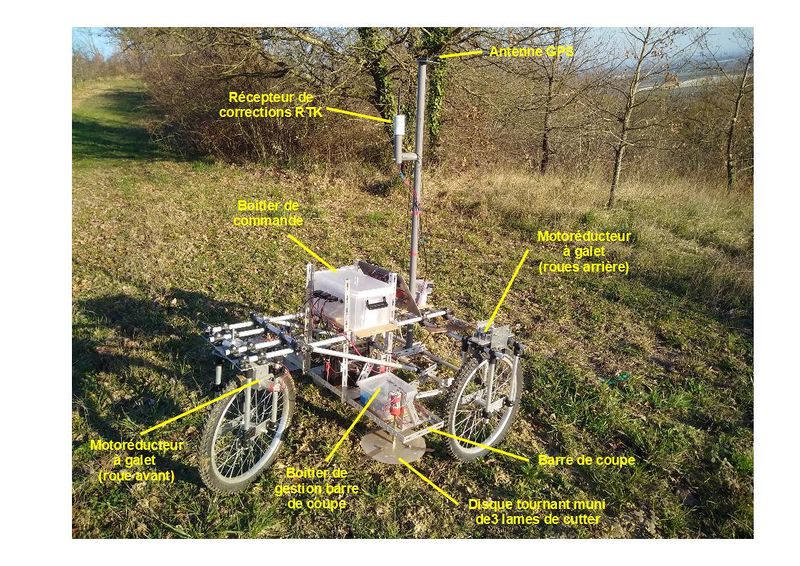 Antenne GPS
Récepteur de
corrections RTK
Boîtier de
commande
Motoréducteur
à galet
(roues arrière)
Motoréducteur
à galet
(roue avant)
Boîtier de
gestion barre
de coupe
Barre de coupe
Disque tournant muni
de3 lames de cutter